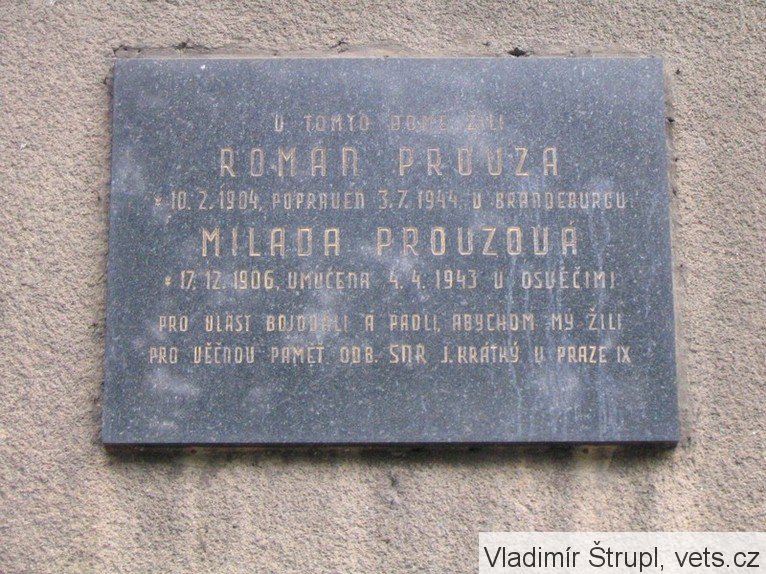 V TOMTO DOMĚ ŽILI
ROMAN PROUZA
* 10. 2. 1904, POPRAVEN 3. 7. 1944 V BRANDEBURGU
MILADA PROUZOVÁ
* 17. 12. 1906, UMUČENA 4. 4. 1943 V OSVĚČIMI
PRO VLAST BOJOVALI A PADLI, ABYCHOM MY ŽILI
PRO VĚČNOU PAMĚŤ ODB. SNR J. KRÁTKÝ V PRAZE IX
Vladimír Štrupl, vets.cz